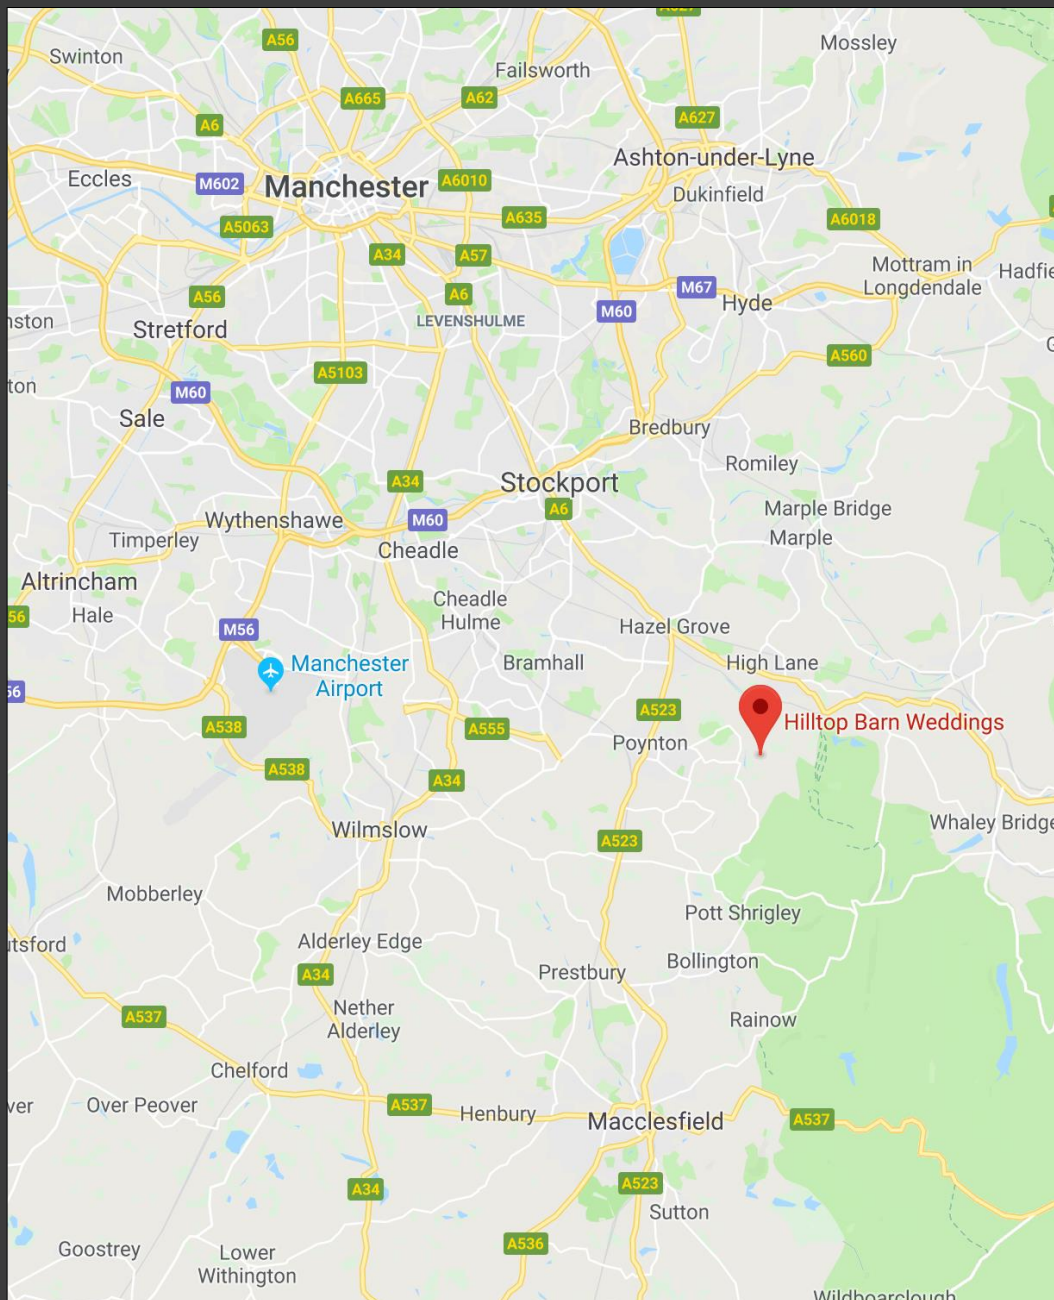 A627
A56
Mossley
Swinton
Failsworth
A665
A62
A627
A6
Ashton-under-Lyne
Eccles
M602
Manchester
A6010
Dukinfield
A5063
A635
A6018
A34
A57
Mottram in
Longdendale
Hadfie
A56
A6
M67
Hyde
M60
nston
Stretford
LEVENSHULME
A560
A5103
ton
M60
Sale
Bredbury
Romiley
A34
Stockport
A6
Marple Bridge
Wythenshawe
M60
Marple
Timperley
Cheadle
Altrincham
Hale
56
Cheadle
Hulme
M56
Hazel Grove
Manchester
Airport
Bramhall
High Lane
56
A523
Hilltop Barn Weddings
A538
A555
Poynton
A538
A34
Wilmslow
A523
Whaley Bridge
Mobberley
Pott Shrigley
utsford
Alderley Edge
Bollington
A34
Prestbury
Nether
Alderley
A537
Rainow
Chelford
ver
Over Peover
A537
Henbury
Macclesfield
A537
A34
A523
Sutton
Goostrey
Lower
Withington
A536
Wildboarclough